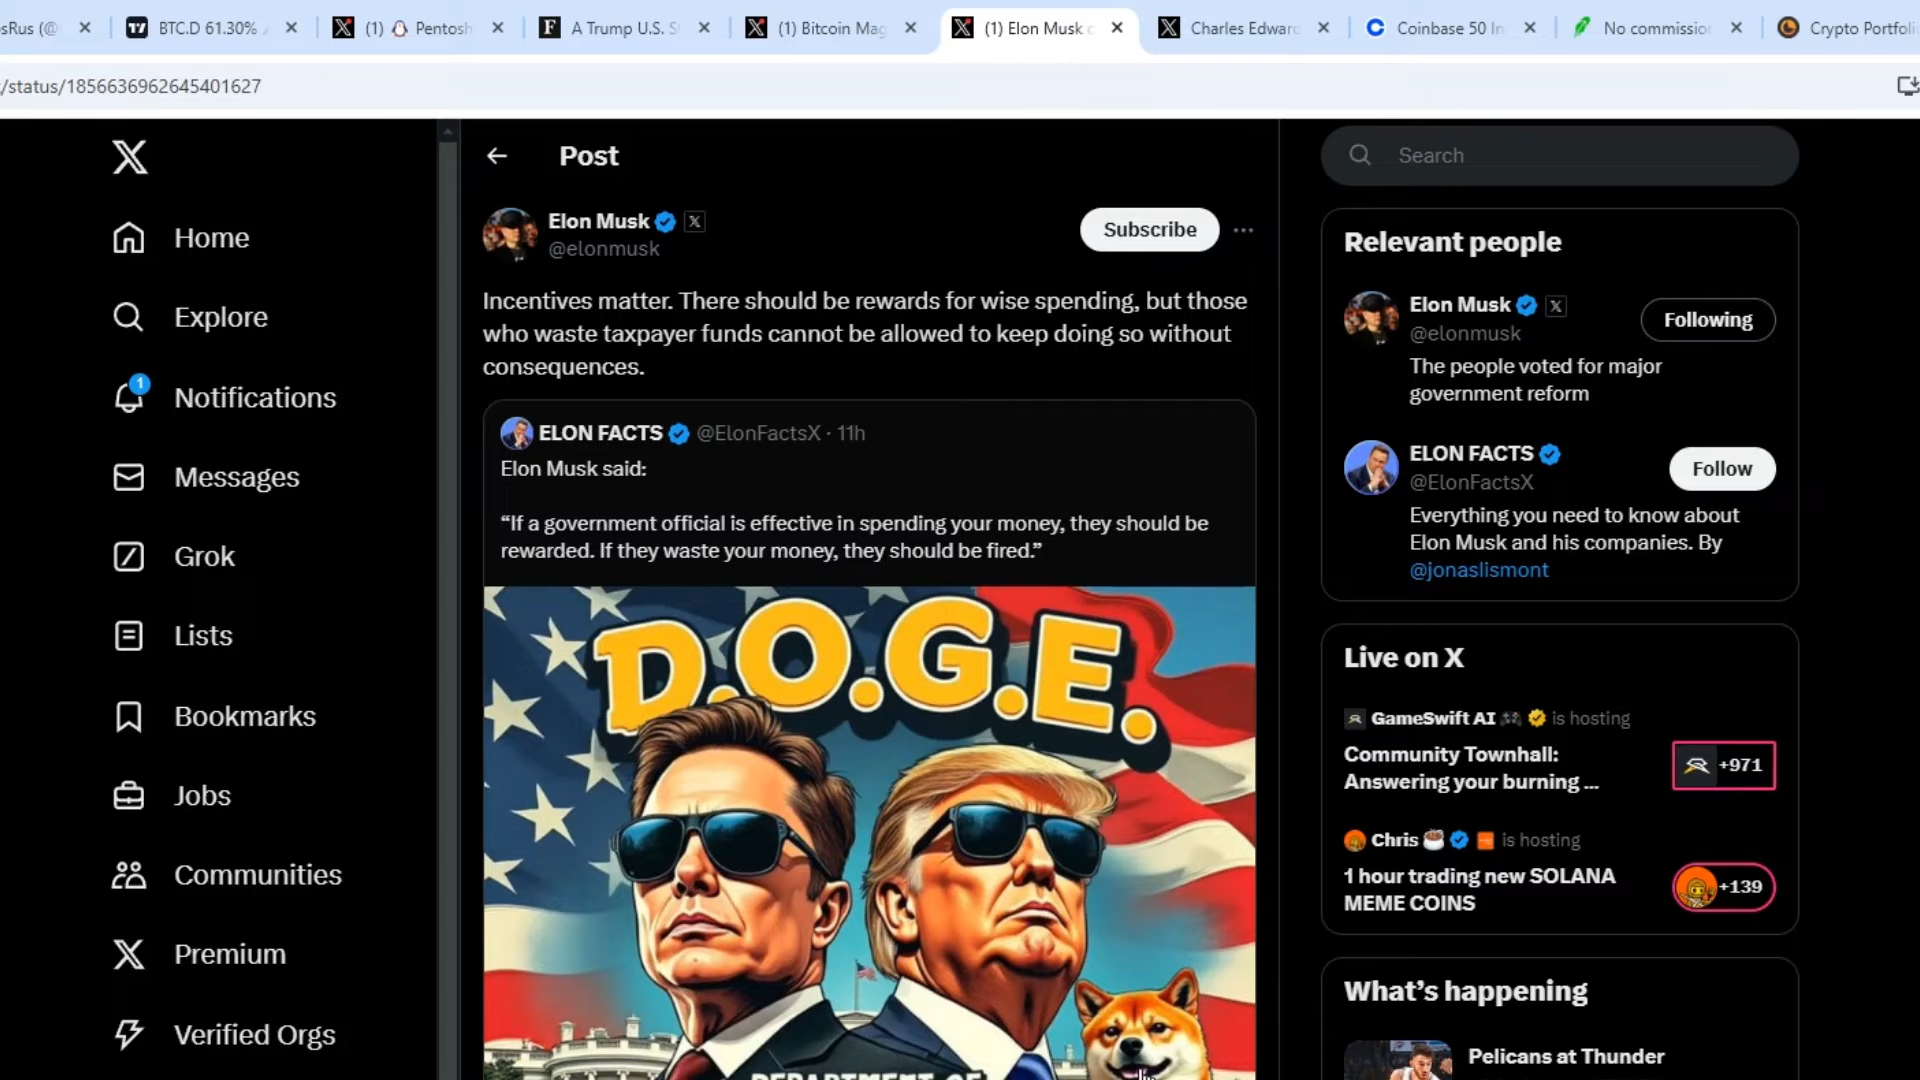 sRus (@
BTC.D 61.30%
(1) Pentosh
A Trump U.S. S
(1) Bitcoin Mag
(1) Elon Musk o
Charles Edward
Coinbase 50 In
No commission
Crypto Portfoli
/status/1856636962645401627
Home
Explore
1
Notifications
Messages
Grok
Lists
Bookmarks
Jobs
Communities
Premium
Verified Orgs
Post
Elon Musk
@elonmusk
Subscribe
Incentives matter. There should be rewards for wise spending, but those
who waste taxpayer funds cannot be allowed to keep doing so without
consequences.
ELON FACTS @ElonFactsX · 11h
Elon Musk said:
“If a government official is effective in spending your money, they should be
rewarded. If they waste your money, they should be fired.”
D.O.G.E.
DEPARTMENT OF
Search
Relevant people
Elon Musk
@elonmusk
Following
The people voted for major
government reform
ELON FACTS
@ElonFactsX
Follow
Everything you need to know about
Elon Musk and his companies. By
@jonaslismont
Live on X
GameSwift AI is hosting
Community Townhall:
Answering your burning ...
+971
Chris is hosting
1 hour trading new SOLANA
MEME COINS
+139
What’s happening
Pelicans at Thunder